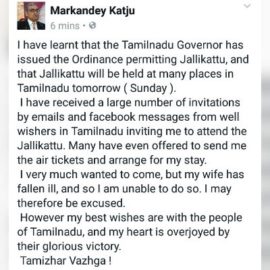 Markandey Katju
6 mins •
I have learnt that the Tamilnadu Governor has
issued the Ordinance permitting Jallikattu, and
that Jallikattu will be held at many places in
Tamilnadu tomorrow ( Sunday ).
I have received a large number of invitations
by emails and facebook messages from well
wishers in Tamilnadu inviting me to attend the
Jallikattu. Many have even offered to send me
the air tickets and arrange for my stay.
I very much wanted to come, but my wife has
fallen ill, and so I am unable to do so. I may
therefore be excused.
However my best wishes are with the people
of Tamilnadu, and my heart is overjoyed by
their glorious victory.
Tamizhar Vazhga !